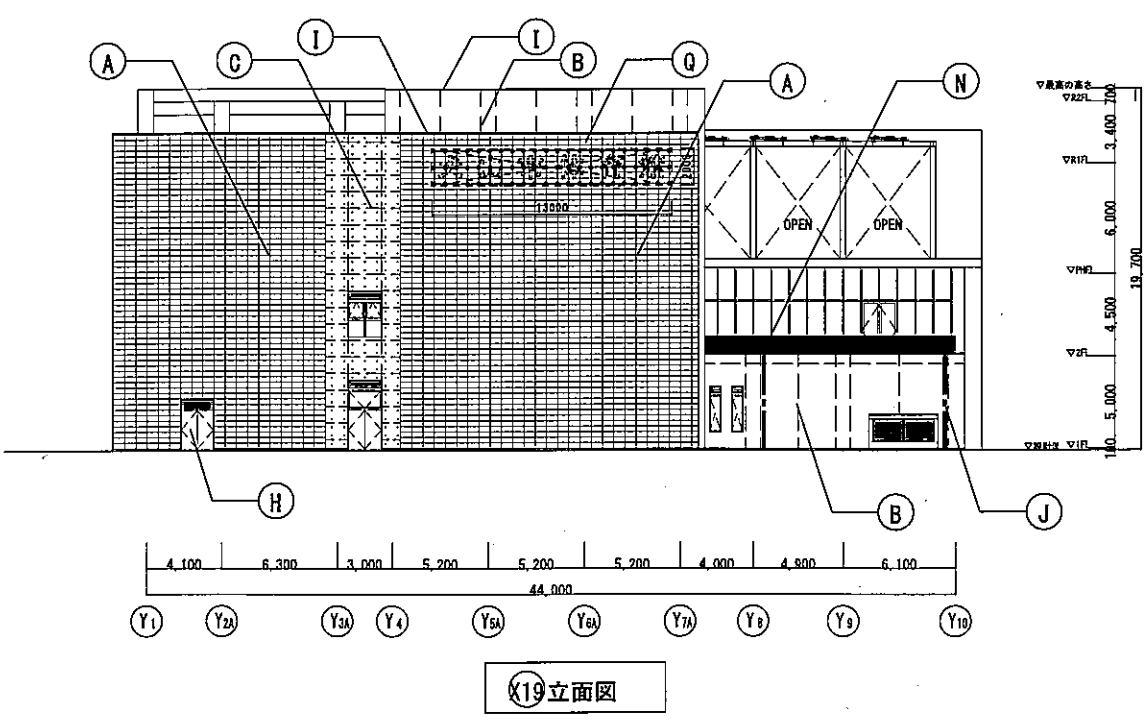 I
I
A
C
B
Q
A
N
▽最高の高さ
▽R2FL
700
3,400
▽R1FL
OPEN
OPEN
6,000
13000
▽PHFL
19,700
4,500
▽2FL
5,000
▽設計GL
▽1FL
100
H
B
J
4,100
6,300
3,000
5,200
5,200
5,200
4,000
4,900
6,100
44,000
Y1
Y2A
Y3A
Y4
Y5A
Y6A
Y7A
Y8
Y9
Y10
X19立面図